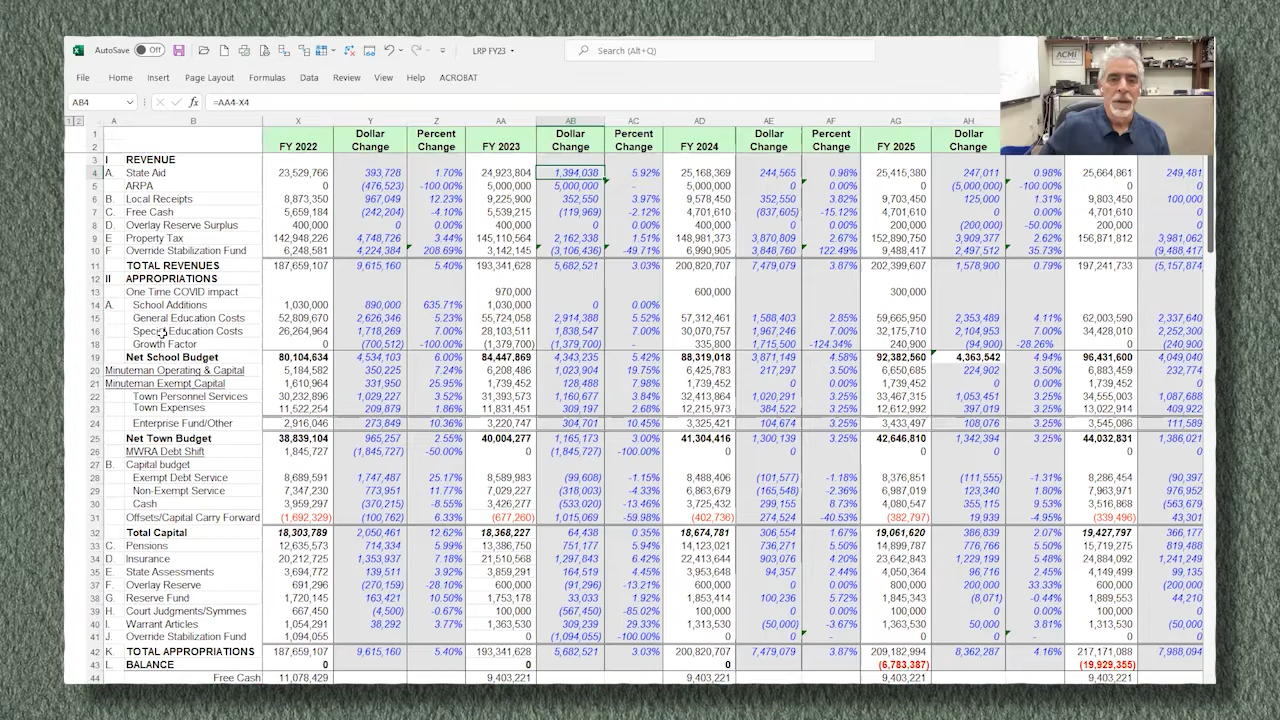 AutoSave Off LRP FY23 Search (Alt+Q)
File Home Insert Page Layout Formulas Data Review View Help ACROBAT
ACMi
AB4 fx =AA4-X4
A B X Y Z AA AB AC AD AE AF AG AH
1 Dollar Percent Dollar Percent Dollar Percent Dollar
2 FY 2022 Change Change FY 2023 Change Change FY 2024 Change Change FY 2025 Change
3 I REVENUE
4 A. State Aid 23,529,766 393,728 1.70% 24,923,804 1,394,038 5.92% 25,168,369 244,565 0.98% 25,415,380 247,011 0.98% 25,664,861 249,481
5 ARPA 0 (476,523) -100.00% 5,000,000 5,000,000 - 5,000,000 0 0.00% 0 (5,000,000) -100.00% 0 0
6 B. Local Receipts 8,873,350 967,049 12.23% 9,225,900 352,550 3.97% 9,578,450 352,550 3.82% 9,703,450 125,000 1.31% 9,803,450 100,000
7 C. Free Cash 5,659,184 (242,204) -4.10% 5,539,215 (119,969) -2.12% 4,701,610 (837,605) -15.12% 4,701,610 0 0.00% 4,701,610 0
8 D. Overlay Reserve Surplus 400,000 0 0.00% 400,000 0 0.00% 400,000 0 0.00% 200,000 (200,000) -50.00% 200,000 0
9 E Property Tax 142,948,226 4,748,726 3.44% 145,110,564 2,162,338 1.51% 148,981,373 3,870,809 2.67% 152,890,750 3,909,377 2.62% 156,871,812 3,981,062
10 F Override Stabilization Fund 6,248,581 4,224,384 208.69% 3,142,145 (3,106,436) -49.71% 6,990,905 3,848,760 122.49% 9,488,417 2,497,512 35.73% 0 (9,488,417)
11 TOTAL REVENUES 187,659,107 9,615,160 5.40% 193,341,628 5,682,521 3.03% 200,820,707 7,479,079 3.87% 202,399,607 1,578,900 0.79% 197,241,733 (5,157,874
12 II APPROPRIATIONS
13 One Time COVID impact 970,000 600,000 300,000
14 A. School Additions 1,030,000 890,000 635.71% 1,030,000 0 0.00%
15 General Education Costs 52,809,670 2,626,346 5.23% 55,724,058 2,914,388 5.52% 57,312,461 1,588,403 2.85% 59,665,950 2,353,489 4.11% 62,003,590 2,337,640
16 Special Education Costs 26,264,964 1,718,269 7.00% 28,103,511 1,838,547 7.00% 30,070,757 1,967,246 7.00% 32,175,710 2,104,953 7.00% 34,428,010 2,252,300
18 Growth Factor (700,512) -100.00% (1,379,700) (1,379,700) - 335,800 1,715,500 -124.34% 240,900 (94,900) -28.26% 0 (240,900)
19 Net School Budget 80,104,634 4,534,103 6.00% 84,447,869 4,343,235 5.42% 88,319,018 3,871,149 4.58% 92,382,560 4,363,542 4.94% 96,431,600 4,049,040
20 Minuteman Operating & Capital 5,184,582 350,225 7.24% 6,208,486 1,023,904 19.75% 6,425,783 217,297 3.50% 6,650,685 224,902 3.50% 6,883,459 232,774
21 Minuteman Exempt Capital 1,610,964 331,950 25.95% 1,739,452 128,488 7.98% 1,739,452 0 0.00% 1,739,452 0 0.00% 1,739,452 0
22 Town Personnel Services 30,232,896 1,029,227 3.52% 31,393,573 1,160,677 3.84% 32,413,864 1,020,291 3.25% 33,467,315 1,053,451 3.25% 34,555,003 1,087,688
23 Town Expenses 11,522,254 209,879 1.86% 11,831,451 309,197 2.68% 12,215,973 384,522 3.25% 12,612,992 397,019 3.25% 13,022,914 409,922
24 Enterprise Fund/Other 2,916,046 273,849 10.36% 3,220,747 304,701 10.45% 3,325,421 104,674 3.25% 3,433,497 108,076 3.25% 3,545,086 111,589
25 Net Town Budget 38,839,104 965,257 2.55% 40,004,277 1,165,173 3.00% 41,304,416 1,300,139 3.25% 42,646,810 1,342,394 3.25% 44,032,831 1,386,021
26 MWRA Debt Shift 1,845,727 (1,845,727) -50.00% 0 (1,845,727) -100.00% 0 0 0 0 0 0
27 B. Capital budget
28 Exempt Debt Service 8,689,591 1,747,487 25.17% 8,589,983 (99,608) -1.15% 8,488,406 (101,577) -1.18% 8,376,851 (111,555) -1.31% 8,286,454 (90,397)
29 Non-Exempt Service 7,347,230 773,951 11.77% 7,029,227 (318,003) -4.33% 6,863,679 (165,548) -2.36% 6,987,019 123,340 1.80% 7,963,971 976,952
30 Cash 3,959,297 (370,215) -8.55% 3,426,277 (533,020) -13.46% 3,725,432 299,155 8.73% 4,080,547 355,115 9.53% 3,516,868 (563,679)
31 Offsets/Capital Carry Forward (1,692,329) (100,762) 6.33% (677,260) 1,015,069 -59.98% (402,736) 274,524 -40.53% (382,797) 19,939 -4.95% (339,496) 43,301
32 Total Capital 18,303,789 2,050,461 12.62% 18,368,227 64,438 0.35% 18,674,781 306,554 1.67% 19,061,620 386,839 2.07% 19,427,797 366,177
33 C. Pensions 12,635,573 714,334 5.99% 13,386,750 751,177 5.94% 14,123,021 736,271 5.50% 14,899,787 776,766 5.50% 15,719,275 819,488
34 D. Insurance 20,212,725 1,353,936 7.18% 21,510,568 1,297,843 6.42% 22,413,644 903,076 4.20% 23,642,843 1,229,199 5.48% 24,884,092 1,241,249
35 E. State Assessments 3,694,772 139,511 3.92% 3,859,291 164,519 4.45% 3,953,648 94,357 2.44% 4,050,364 96,716 2.45% 4,149,499 99,135
37 F. Overlay Reserve 691,296 (270,159) -28.10% 600,000 (91,296) -13.21% 600,000 0 0.00% 800,000 200,000 33.33% 600,000 (200,000)
38 G. Reserve Fund 1,720,145 163,421 10.50% 1,753,178 33,033 1.92% 1,853,414 100,236 5.72% 1,845,343 (8,071) -0.44% 1,889,553 44,210
39 H. Court Judgments/Symmes 667,450 (4,500) -0.67% 100,000 (567,450) -85.02% 100,000 0 0.00% 100,000 0 0.00% 100,000 0
40 I. Warrant Articles 1,054,291 38,292 3.77% 1,363,530 309,239 29.33% 1,313,530 (50,000) -3.67% 1,363,530 50,000 3.81% 1,313,530 (50,000)
41 J. Override Stabilization Fund 1,094,055 0 (1,094,055) -100.00% 0 0 - 0 0 - 0 0
42 K. TOTAL APPROPRIATIONS 187,659,107 9,615,160 5.40% 193,341,628 5,682,521 3.03% 200,820,707 7,479,079 3.87% 209,182,994 8,362,287 4.16% 217,171,088 7,988,094
43 L. BALANCE 0 0 0 (6,783,387) (19,929,355)
44 Free Cash 11,078,429 9,403,221 9,403,221 9,403,221 9,403,221